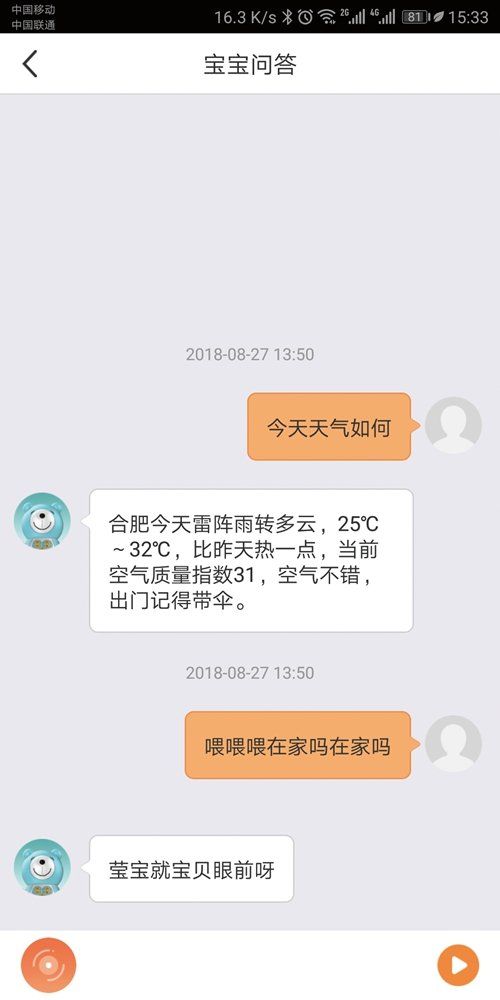 中国移动
中国联通
16.3 K/s 2G 4G 81 15:33
宝宝问答
2018-08-27 13:50
今天天气如何
合肥今天雷阵雨转多云，25℃
～32℃，比昨天热一点，当前
空气质量指数31，空气不错，
出门记得带伞。
2018-08-27 13:50
喂喂喂在家吗在家吗
莹宝就宝贝眼前呀